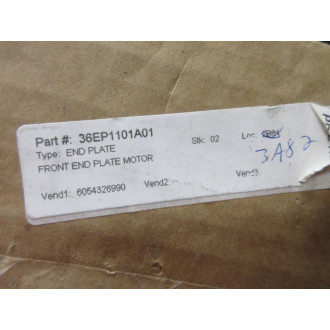 Part #: 36EP1101A01
Type: END PLATE Stk: 02 Loc:
FRONT END PLATE MOTOR 3A82
Vend1: 6054326990 Vend2: Vend3: